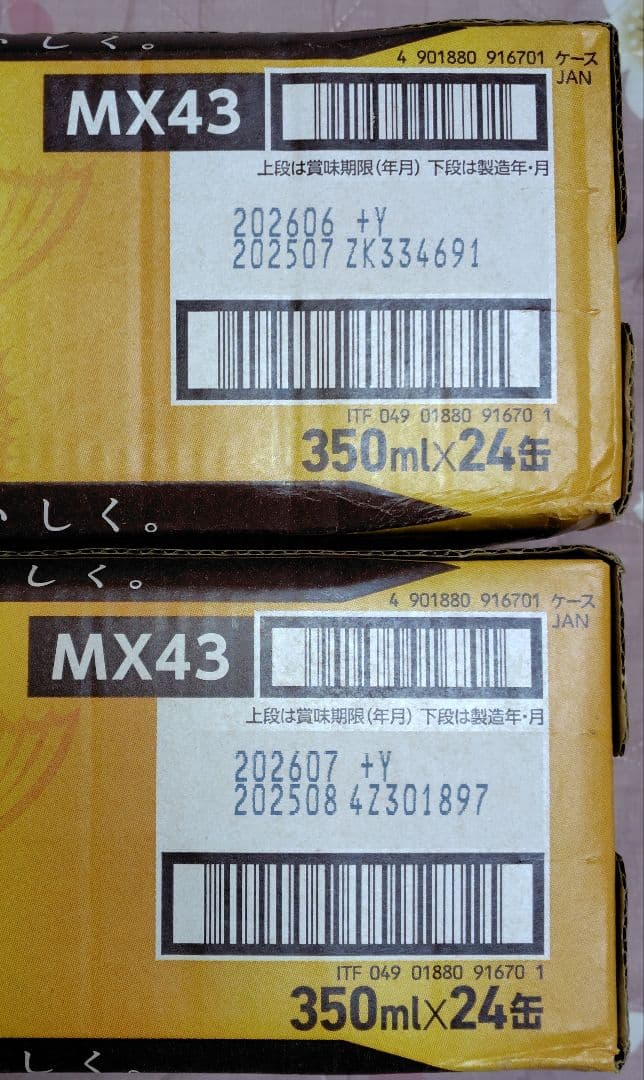 しく。
4 901880 916701 ケース
JAN
MX43
上段は賞味期限(年月) 下段は製造年・月
202606 +Y
202507 ZK334691
ITF 049 01880 91670 1
350ml×24缶
いしく。
しく。
4 901880 916701 ケース
JAN
MX43
上段は賞味期限(年月) 下段は製造年・月
202607 +Y
202508 4Z301897
ITF 049 01880 91670 1
350ml×24缶
しく。